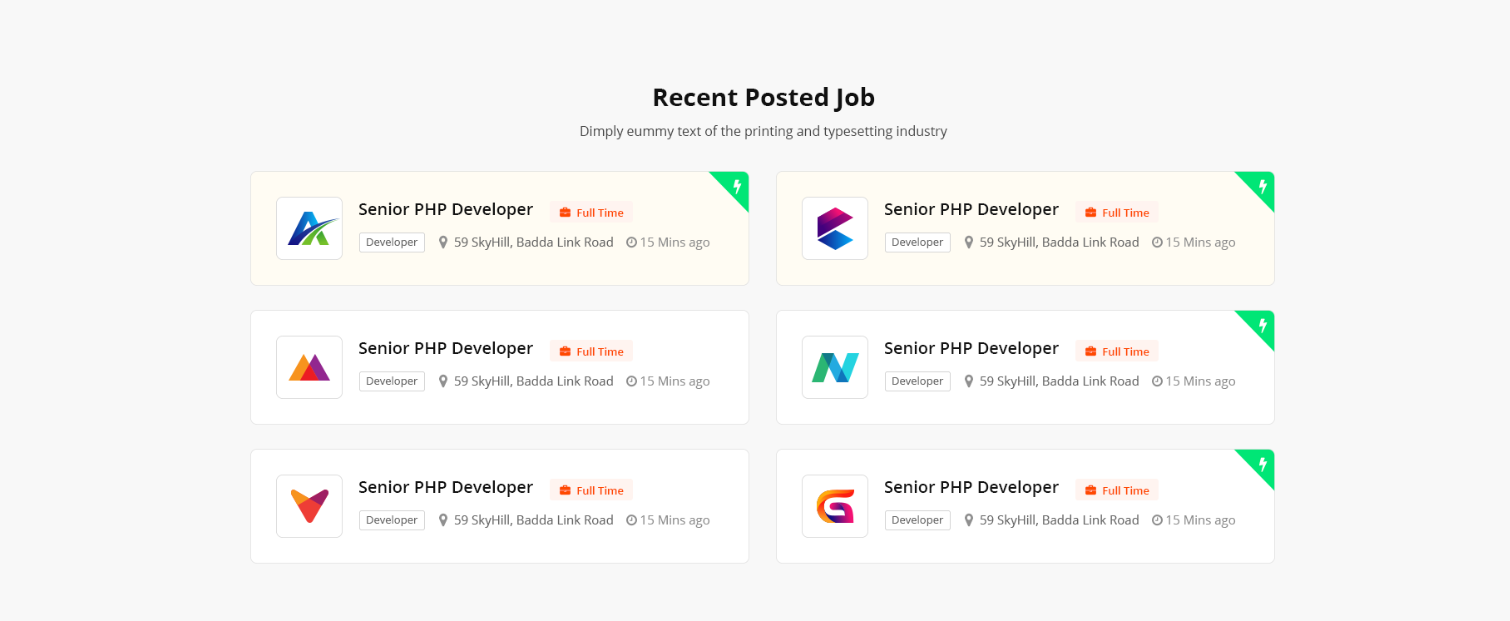 Recent Posted Job
Dimply eummy text of the printing and typesetting industry
Senior PHP Developer Full Time
Developer 59 SkyHill, Badda Link Road 15 Mins ago
Senior PHP Developer Full Time
Developer 59 SkyHill, Badda Link Road 15 Mins ago
Senior PHP Developer Full Time
Developer 59 SkyHill, Badda Link Road 15 Mins ago
Senior PHP Developer Full Time
Developer 59 SkyHill, Badda Link Road 15 Mins ago
Senior PHP Developer Full Time
Developer 59 SkyHill, Badda Link Road 15 Mins ago
Senior PHP Developer Full Time
Developer 59 SkyHill, Badda Link Road 15 Mins ago